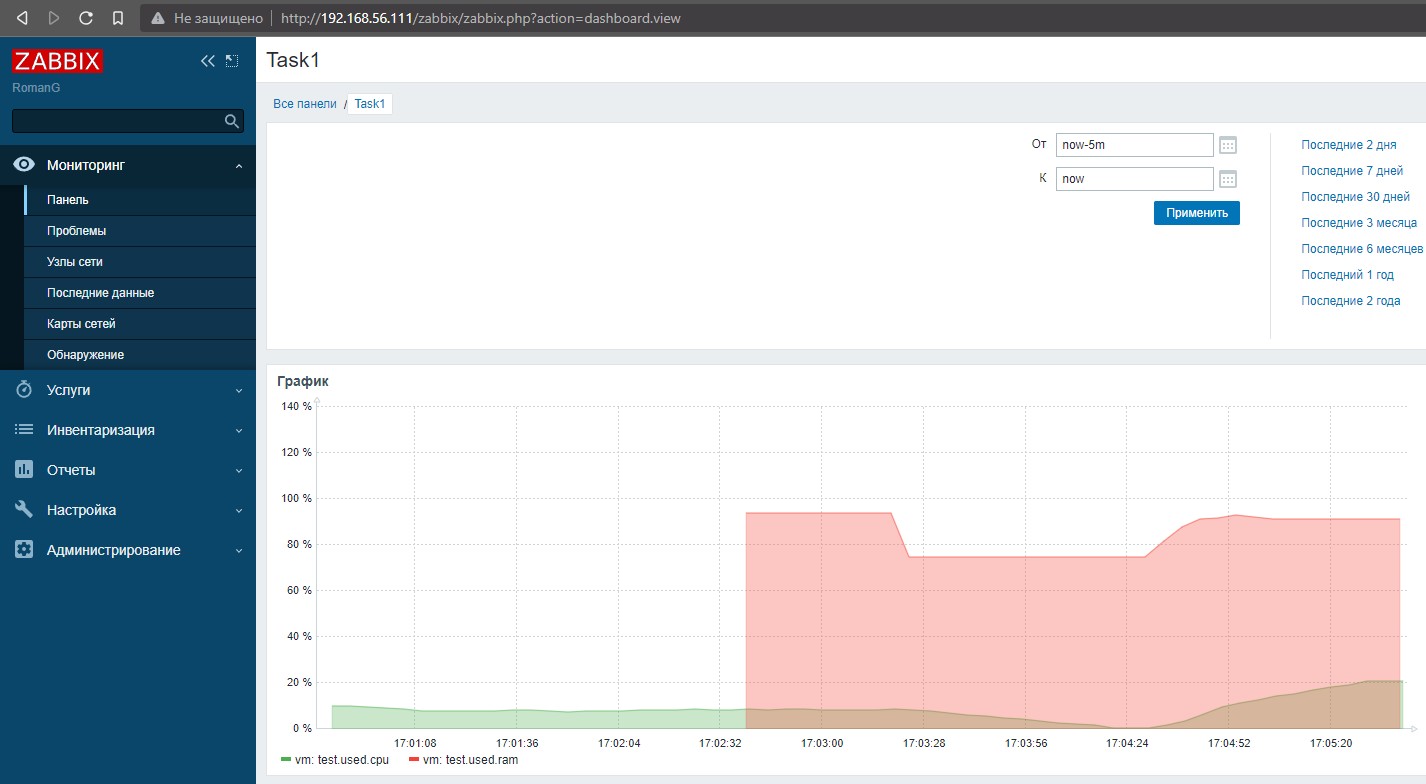 Не защищено http://192.168.56.111/zabbix/zabbix.php?action=dashboard.view
ZABBIX
RomanG
Мониторинг
Панель
Проблемы
Узлы сети
Последние данные
Карты сетей
Обнаружение
Услуги
Инвентаризация
Отчеты
Настройка
Администрирование
Task1
Все панели / Task1
От now-5m
К now
Применить
Последние 2 дня
Последние 7 дней
Последние 30 дней
Последние 3 месяца
Последние 6 месяцев
Последний 1 год
Последние 2 года
График
140 %
120 %
100 %
80 %
60 %
40 %
20 %
0 %
17:01:08 17:01:36 17:02:04 17:02:32 17:03:00 17:03:28 17:03:56 17:04:24 17:04:52 17:05:20
vm: test.used.cpu vm: test.used.ram